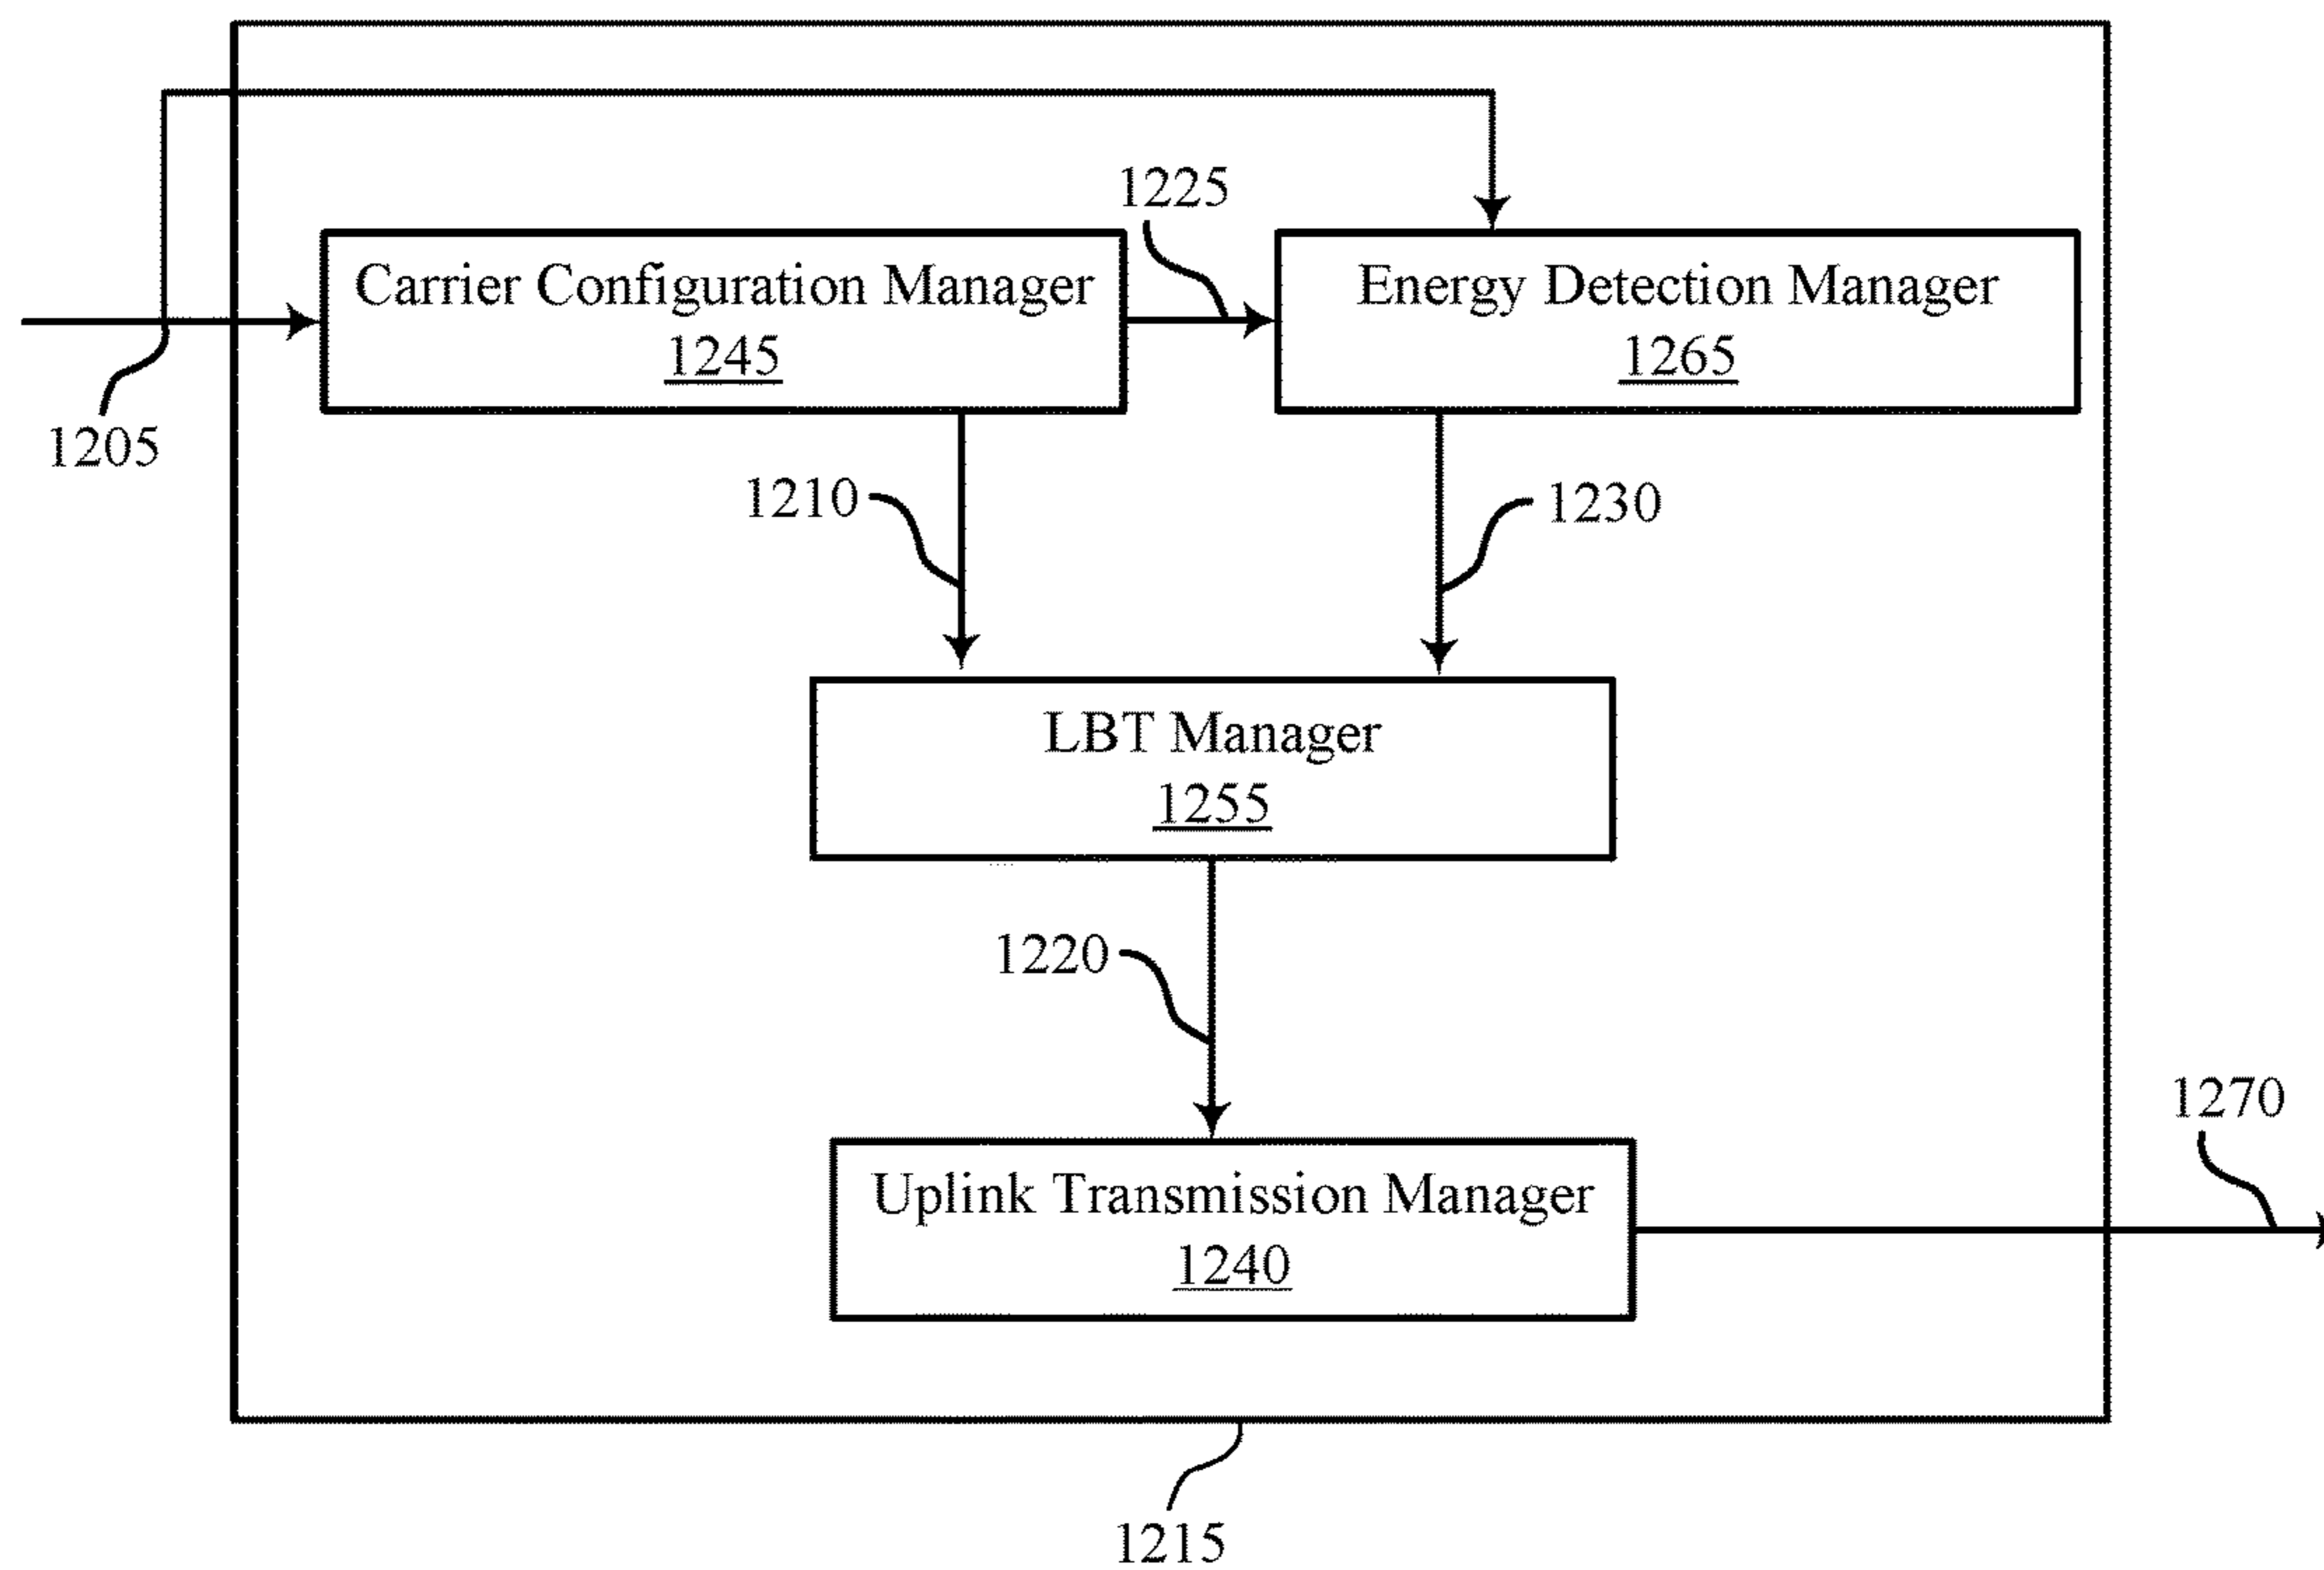 1225
Carrier Configuration Manager
1245
Energy Detection Manager
1265
1205
1210
1230
LBT Manager
1255
1220
1270
Uplink Transmission Manager
1240
1215